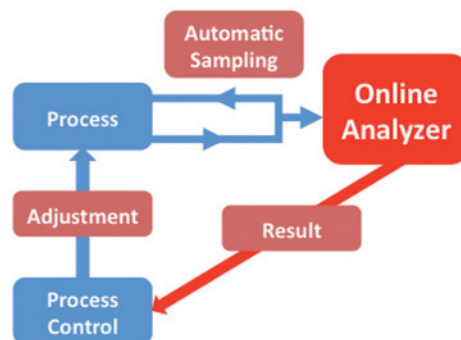 Automatic
Sampling
Process
Online
Analyzer
Adjustment
Result
Process
Control